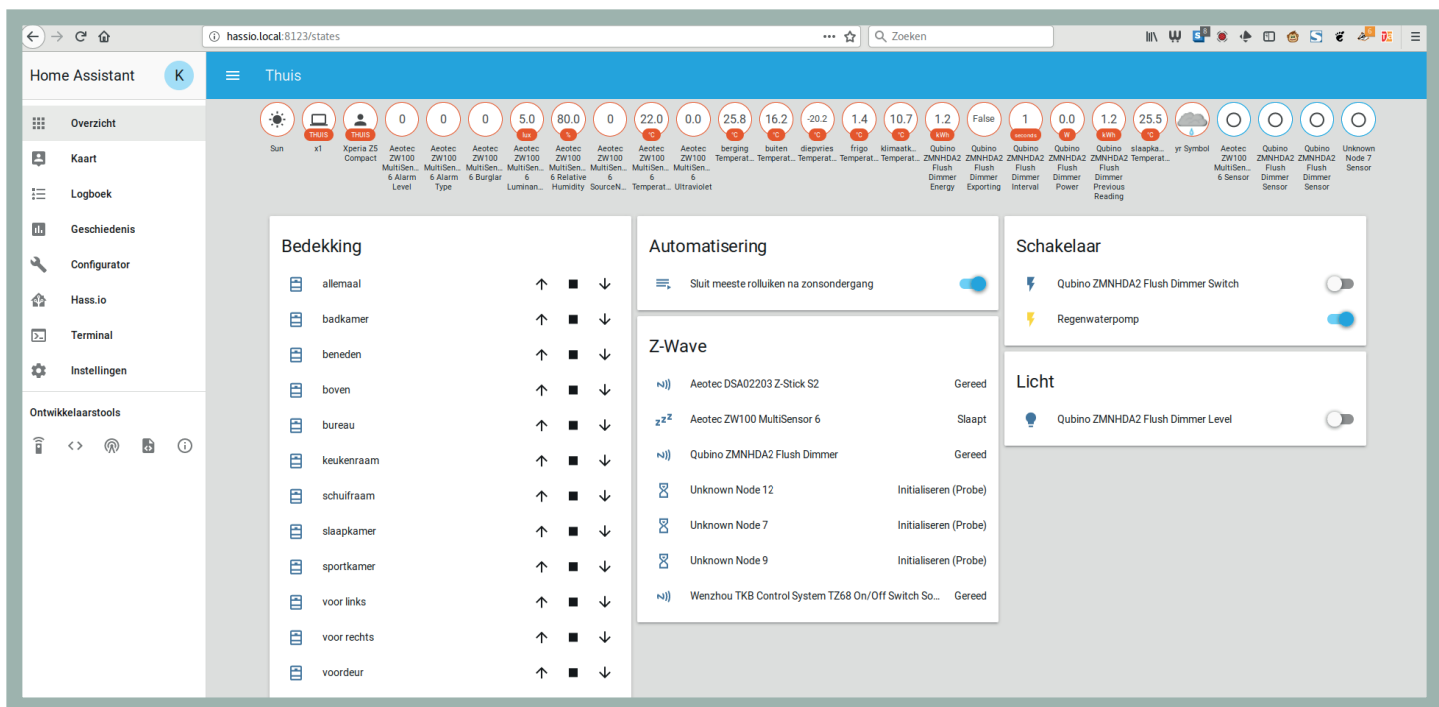 hassio.local:8123/states
Zoeken
Home Assistant
K
Thuis
Overzicht
Kaart
Logboek
Geschiedenis
Configurator
Hass.io
Terminal
Instellingen
Ontwikkelaarstools
Sun
THUIS
x1
THUIS
Xperia Z5 Compact
0
Aeotec ZW100 MultiSen... 6 Alarm Level
0
Aeotec ZW100 MultiSen... 6 Alarm Type
0
Aeotec ZW100 MultiSen... 6 Burglar
5.0
lux
Aeotec ZW100 MultiSen... 6 Luminan...
80.0
%
Aeotec ZW100 MultiSen... 6 Relative Humidity
0
Aeotec ZW100 MultiSen... 6 SourceN...
22.0
°C
Aeotec ZW100 MultiSen... 6 Temperat...
0.0
Aeotec ZW100 MultiSen... 6 Ultraviolet
25.8
°C
berging Temperat...
16.2
°C
buiten Temperat...
-20.2
°C
diepvries Temperat...
1.4
°C
frigo Temperat...
10.7
°C
klimaatk... Temperat...
1.2
kWh
Qubino ZMNHDA2 Flush Dimmer Energy
False
Qubino ZMNHDA2 Flush Dimmer Exporting
1
seconds
Qubino ZMNHDA2 Flush Dimmer Interval
0.0
W
Qubino ZMNHDA2 Flush Dimmer Power
1.2
kWh
Qubino ZMNHDA2 Flush Dimmer Previous Reading
25.5
°C
slaapka... Temperat...
yr Symbol
Aeotec ZW100 MultiSen... 6 Sensor
Qubino ZMNHDA2 Flush Dimmer Sensor
Qubino ZMNHDA2 Flush Dimmer Sensor
Unknown Node 7 Sensor
Bedekking
allemaal
badkamer
beneden
boven
bureau
keukenraam
schuifraam
slaapkamer
sportkamer
voor links
voor rechts
voordeur
Automatisering
Sluit meeste rolluiken na zonsondergang
Z-Wave
Aeotec DSA02203 Z-Stick S2 Gereed
Aeotec ZW100 MultiSensor 6 Slaapt
Qubino ZMNHDA2 Flush Dimmer Gereed
Unknown Node 12 Initialiseren (Probe)
Unknown Node 7 Initialiseren (Probe)
Unknown Node 9 Initialiseren (Probe)
Wenzhou TKB Control System TZ68 On/Off Switch So... Gereed
Schakelaar
Qubino ZMNHDA2 Flush Dimmer Switch
Regenwaterpomp
Licht
Qubino ZMNHDA2 Flush Dimmer Level